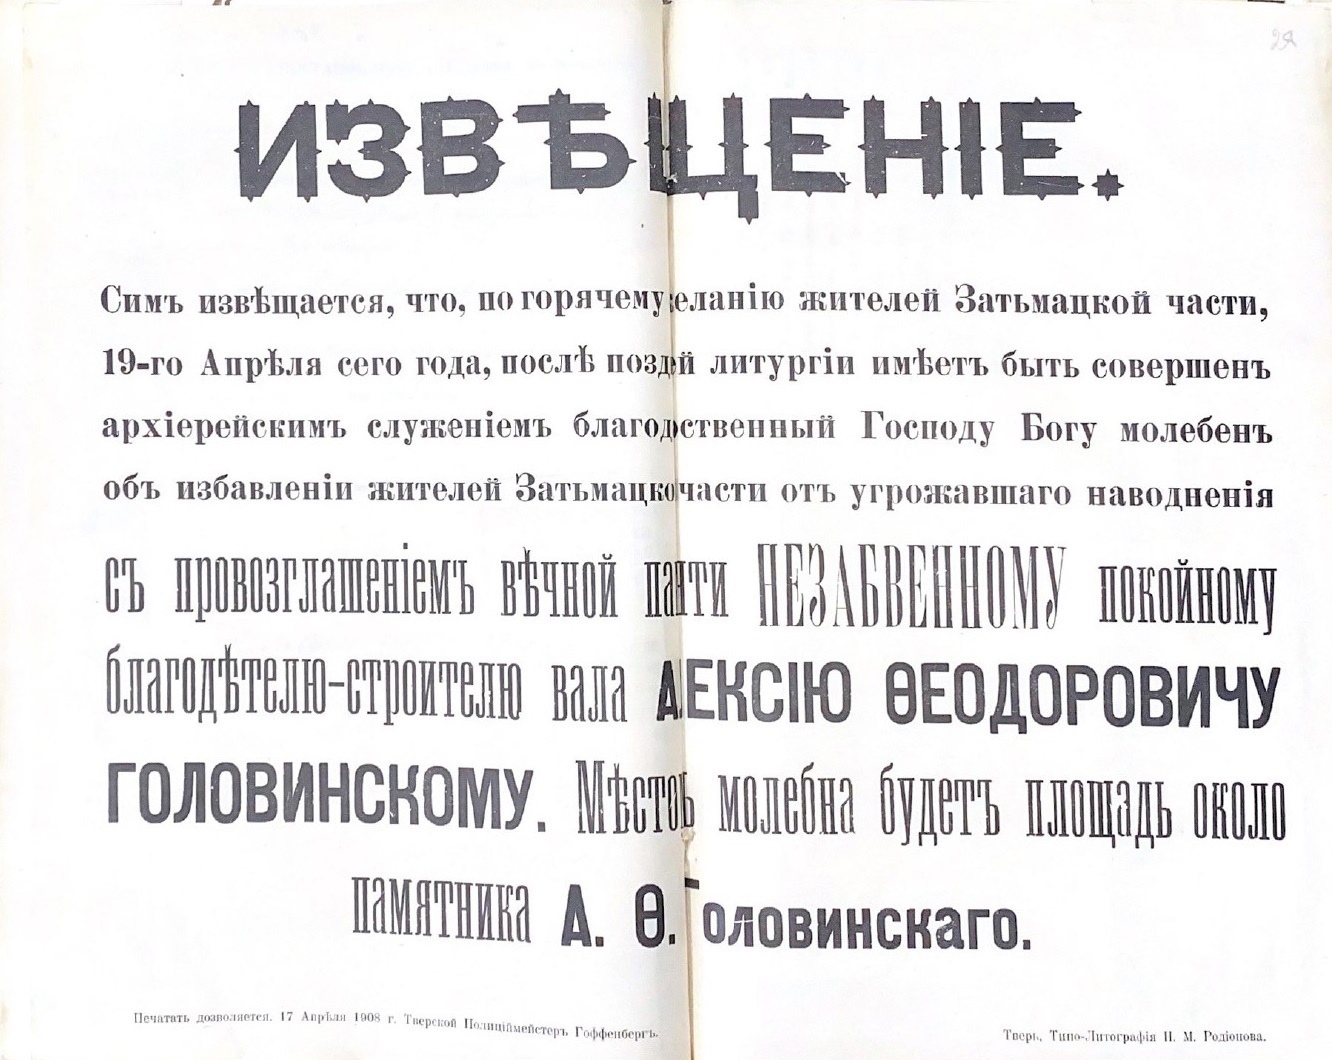 29
ИЗВѢЩЕНІЕ.
Симъ извѣщается, что, по горячему желанію жителей Затьмацкой части,
19-го Апрѣля сего года, послѣ поздней литургіи имѣетъ быть совершенъ
архіерейскимъ служеніемъ благодарственный Господу Богу молебенъ
объ избавленіи жителей Затьмацкой части отъ угрожавшаго наводненія
съ провозглашеніемъ вѣчной памяти НЕЗАБВЕННОМУ покойному
благодѣтелю-строителю вала АЛЕКСІЮ ѲЕОДОРОВИЧУ
ГОЛОВИНСКОМУ. Мѣстомъ молебна будетъ площадь около
памятника А. Ѳ. Головинскаго.
Печатать дозволяется. 17 Апрѣля 1908 г. Тверской Полиціймейстеръ Гоффенбергъ.
Тверь, Типо-Литографія Н. М. Родіонова.